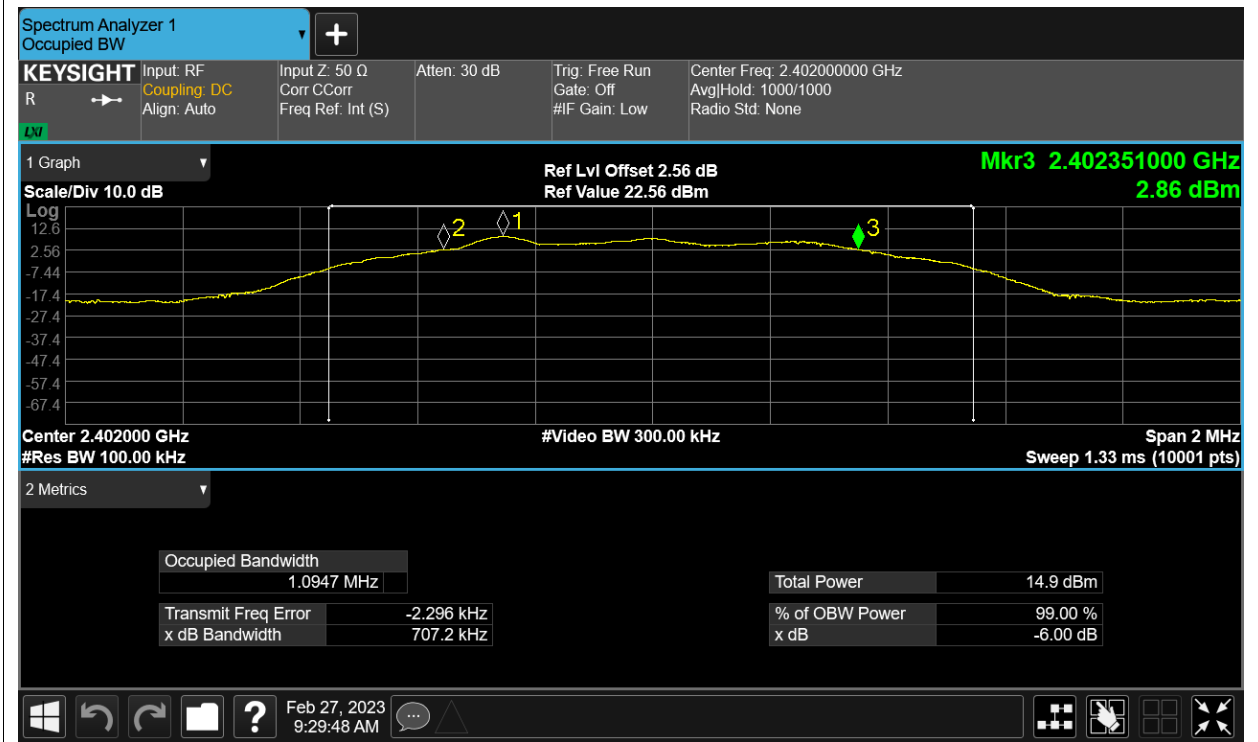 Spectrum Analyzer 1
Occupied BW
KEYSIGHT
R
LXI
Input: RF
Coupling: DC
Align: Auto
Input Z: 50 Ω
Corr CCorr
Freq Ref: Int (S)
Atten: 30 dB
Trig: Free Run
Gate: Off
#IF Gain: Low
Center Freq: 2.402000000 GHz
Avg|Hold: 1000/1000
Radio Std: None
1 Graph
Scale/Div 10.0 dB
Ref Lvl Offset 2.56 dB
Ref Value 22.56 dBm
Mkr3 2.402351000 GHz
2.86 dBm
Log
12.6
2.56
-7.44
-17.4
-27.4
-37.4
-47.4
-57.4
-67.4
2
1
3
Center 2.402000 GHz
#Video BW 300.00 kHz
Span 2 MHz
#Res BW 100.00 kHz
Sweep 1.33 ms (10001 pts)
2 Metrics
Occupied Bandwidth
1.0947 MHz
Total Power 14.9 dBm
Transmit Freq Error -2.296 kHz
% of OBW Power 99.00 %
x dB Bandwidth 707.2 kHz
x dB -6.00 dB
?
Feb 27, 2023
9:29:48 AM